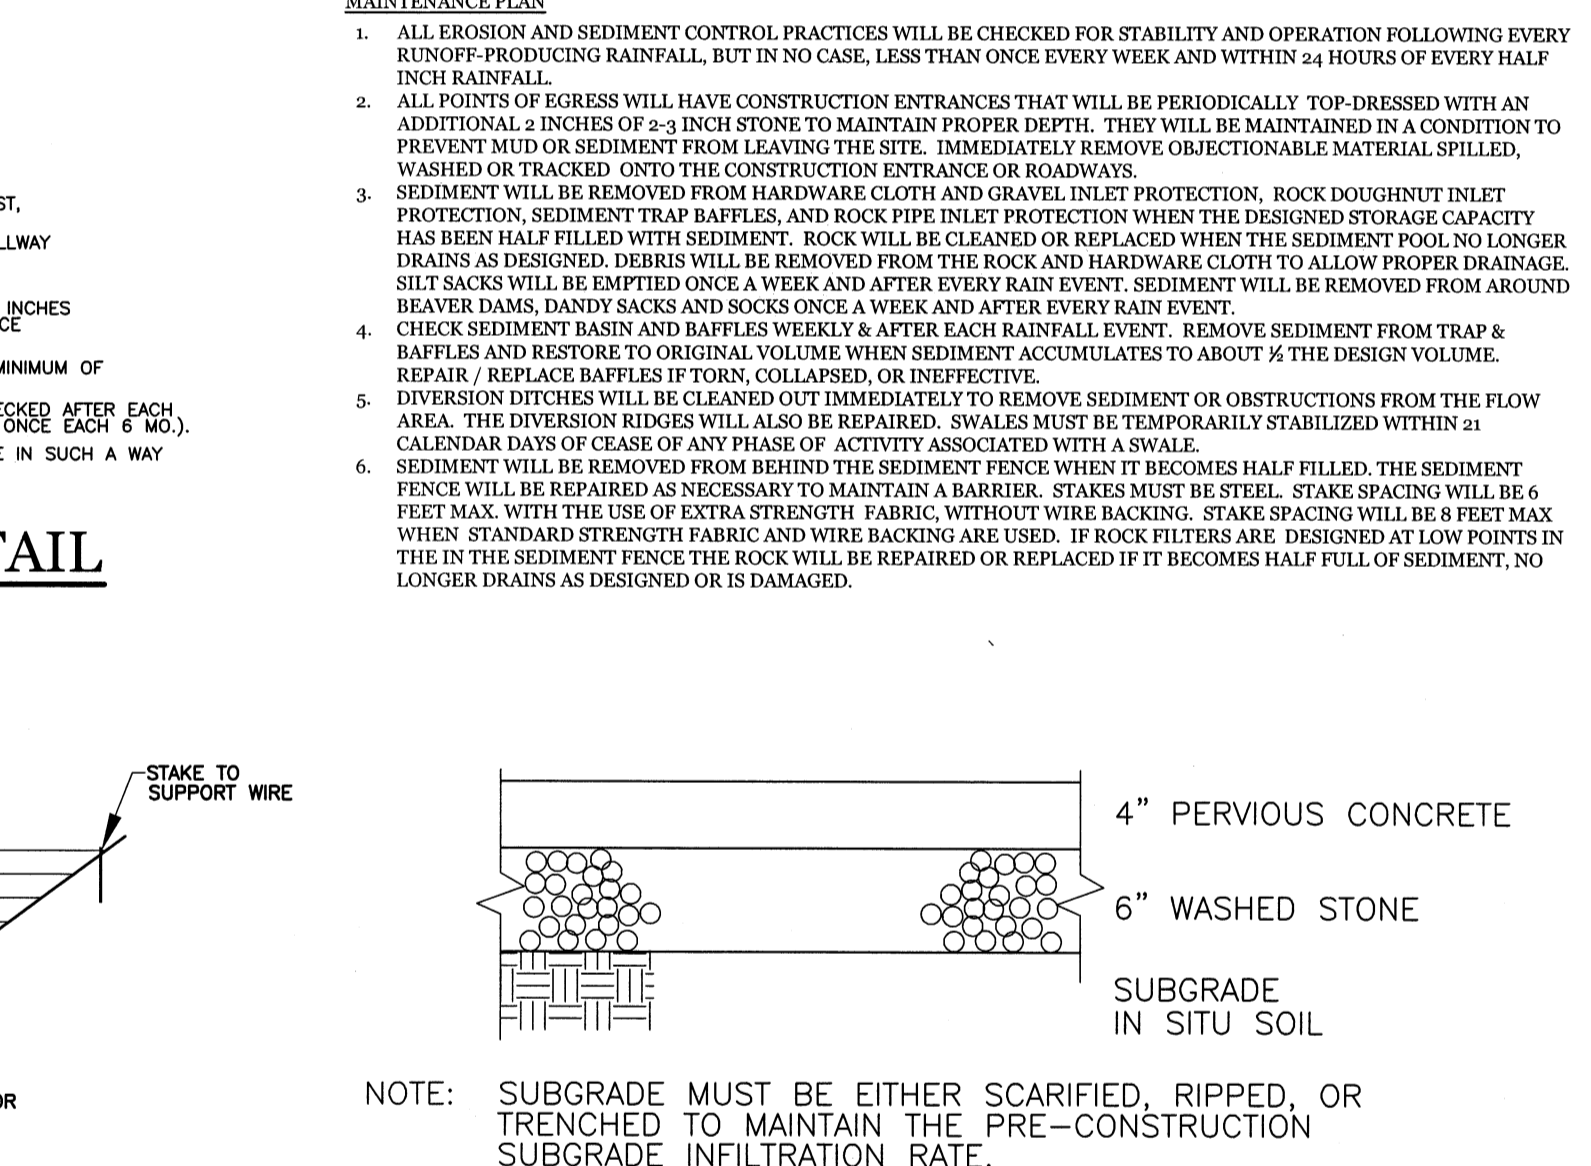 MAINTENANCE PLAN
1. ALL EROSION AND SEDIMENT CONTROL PRACTICES WILL BE CHECKED FOR STABILITY AND OPERATION FOLLOWING EVERY
RUNOFF-PRODUCING RAINFALL, BUT IN NO CASE, LESS THAN ONCE EVERY WEEK AND WITHIN 24 HOURS OF EVERY HALF
INCH RAINFALL.
2. ALL POINTS OF EGRESS WILL HAVE CONSTRUCTION ENTRANCES THAT WILL BE PERIODICALLY TOP-DRESSED WITH AN
ADDITIONAL 2 INCHES OF 2-3 INCH STONE TO MAINTAIN PROPER DEPTH. THEY WILL BE MAINTAINED IN A CONDITION TO
PREVENT MUD OR SEDIMENT FROM LEAVING THE SITE. IMMEDIATELY REMOVE OBJECTIONABLE MATERIAL SPILLED,
WASHED OR TRACKED ONTO THE CONSTRUCTION ENTRANCE OR ROADWAYS.
3. SEDIMENT WILL BE REMOVED FROM HARDWARE CLOTH AND GRAVEL INLET PROTECTION, ROCK DOUGHNUT INLET
PROTECTION, SEDIMENT TRAP BAFFLES, AND ROCK PIPE INLET PROTECTION WHEN THE DESIGNED STORAGE CAPACITY
HAS BEEN HALF FILLED WITH SEDIMENT. ROCK WILL BE CLEANED OR REPLACED WHEN THE SEDIMENT POOL NO LONGER
DRAINS AS DESIGNED. DEBRIS WILL BE REMOVED FROM THE ROCK AND HARDWARE CLOTH TO ALLOW PROPER DRAINAGE.
SILT SACKS WILL BE EMPTIED ONCE A WEEK AND AFTER EVERY RAIN EVENT. SEDIMENT WILL BE REMOVED FROM AROUND
BEAVER DAMS, DANDY SACKS AND SOCKS ONCE A WEEK AND AFTER EVERY RAIN EVENT.
4. CHECK SEDIMENT BASIN AND BAFFLES WEEKLY & AFTER EACH RAINFALL EVENT. REMOVE SEDIMENT FROM TRAP &
BAFFLES AND RESTORE TO ORIGINAL VOLUME WHEN SEDIMENT ACCUMULATES TO ABOUT ½ THE DESIGN VOLUME.
REPAIR / REPLACE BAFFLES IF TORN, COLLAPSED, OR INEFFECTIVE.
5. DIVERSION DITCHES WILL BE CLEANED OUT IMMEDIATELY TO REMOVE SEDIMENT OR OBSTRUCTIONS FROM THE FLOW
AREA. THE DIVERSION RIDGES WILL ALSO BE REPAIRED. SWALES MUST BE TEMPORARILY STABILIZED WITHIN 21
CALENDAR DAYS OF CEASE OF ANY PHASE OF ACTIVITY ASSOCIATED WITH A SWALE.
6. SEDIMENT WILL BE REMOVED FROM BEHIND THE SEDIMENT FENCE WHEN IT BECOMES HALF FILLED. THE SEDIMENT
FENCE WILL BE REPAIRED AS NECESSARY TO MAINTAIN A BARRIER. STAKES MUST BE STEEL. STAKE SPACING WILL BE 6
FEET MAX. WITH THE USE OF EXTRA STRENGTH FABRIC, WITHOUT WIRE BACKING. STAKE SPACING WILL BE 8 FEET MAX
WHEN STANDARD STRENGTH FABRIC AND WIRE BACKING ARE USED. IF ROCK FILTERS ARE DESIGNED AT LOW POINTS IN
THE IN THE SEDIMENT FENCE THE ROCK WILL BE REPAIRED OR REPLACED IF IT BECOMES HALF FULL OF SEDIMENT, NO
LONGER DRAINS AS DESIGNED OR IS DAMAGED.
ST,
LLWAY
INCHES
CE
MINIMUM OF
ECKED AFTER EACH
ONCE EACH 6 MO.).
E IN SUCH A WAY
TAIL
STAKE TO
SUPPORT WIRE
OR
4” PERVIOUS CONCRETE
6” WASHED STONE
SUBGRADE
IN SITU SOIL
NOTE: SUBGRADE MUST BE EITHER SCARIFIED, RIPPED, OR
TRENCHED TO MAINTAIN THE PRE-CONSTRUCTION
SUBGRADE INFILTRATION RATE.